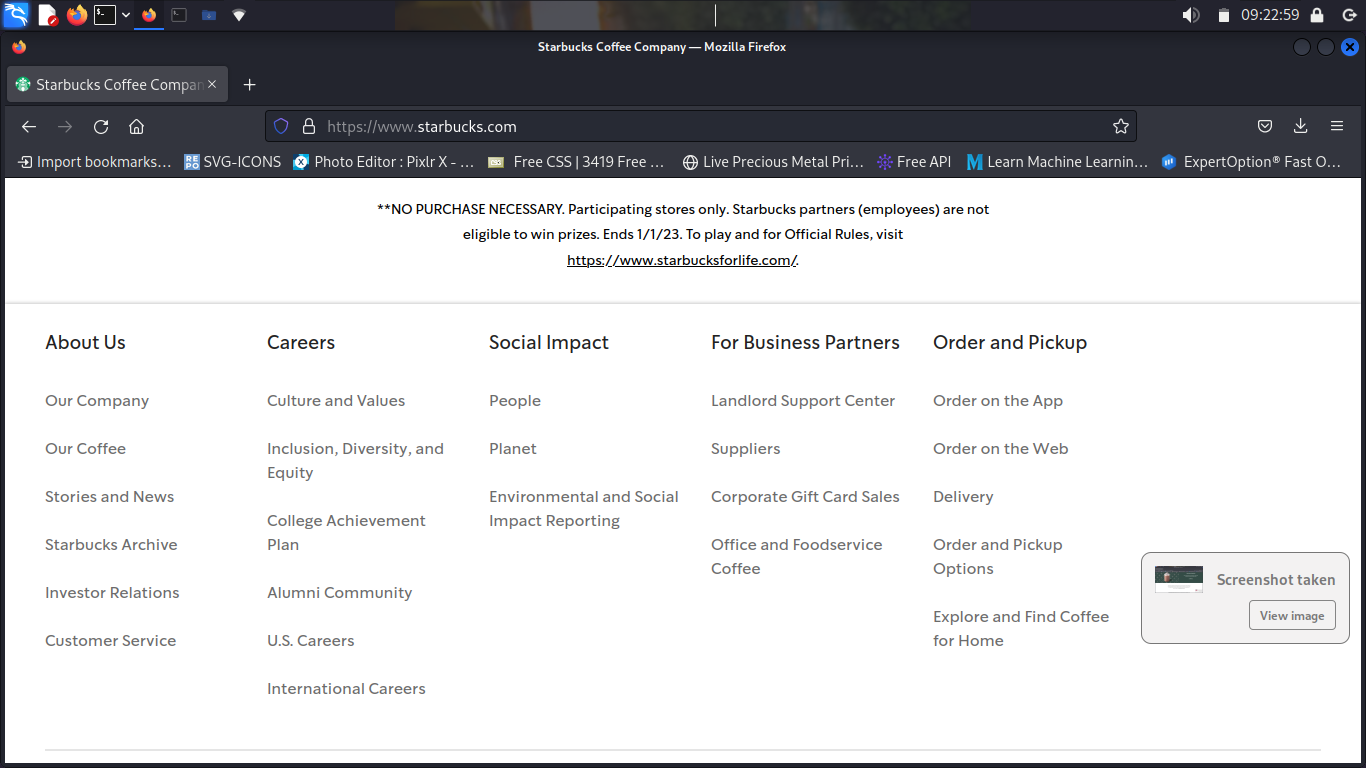 09:22:59
Starbucks Coffee Company — Mozilla Firefox
Starbucks Coffee Compan
https://www.starbucks.com
Import bookmarks…
REPO SVG-ICONS
Photo Editor : Pixlr X - …
Free CSS | 3419 Free …
Live Precious Metal Pri…
Free API
Learn Machine Learnin…
ExpertOption® Fast O…
**NO PURCHASE NECESSARY. Participating stores only. Starbucks partners (employees) are not
eligible to win prizes. Ends 1/1/23. To play and for Official Rules, visit
https://www.starbucksforlife.com/.
About Us
Our Company
Our Coffee
Stories and News
Starbucks Archive
Investor Relations
Customer Service
Careers
Culture and Values
Inclusion, Diversity, and
Equity
College Achievement
Plan
Alumni Community
U.S. Careers
International Careers
Social Impact
People
Planet
Environmental and Social
Impact Reporting
For Business Partners
Landlord Support Center
Suppliers
Corporate Gift Card Sales
Office and Foodservice
Coffee
Order and Pickup
Order on the App
Order on the Web
Delivery
Order and Pickup
Options
Explore and Find Coffee
for Home
Screenshot taken
View image